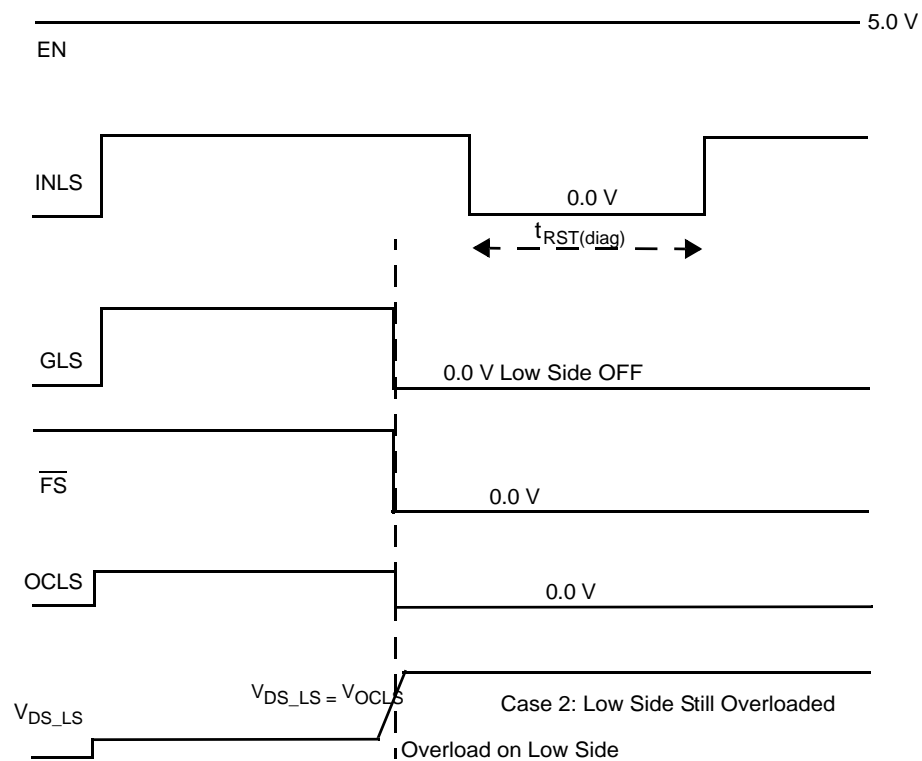 5.0 V
EN
INLS
0.0 V
tRST(diag)
GLS
0.0 V Low Side OFF
FS
0.0 V
OCLS
0.0 V
VDS_LS = VOCLS
Case 2: Low Side Still Overloaded
VDS_LS
Overload on Low Side